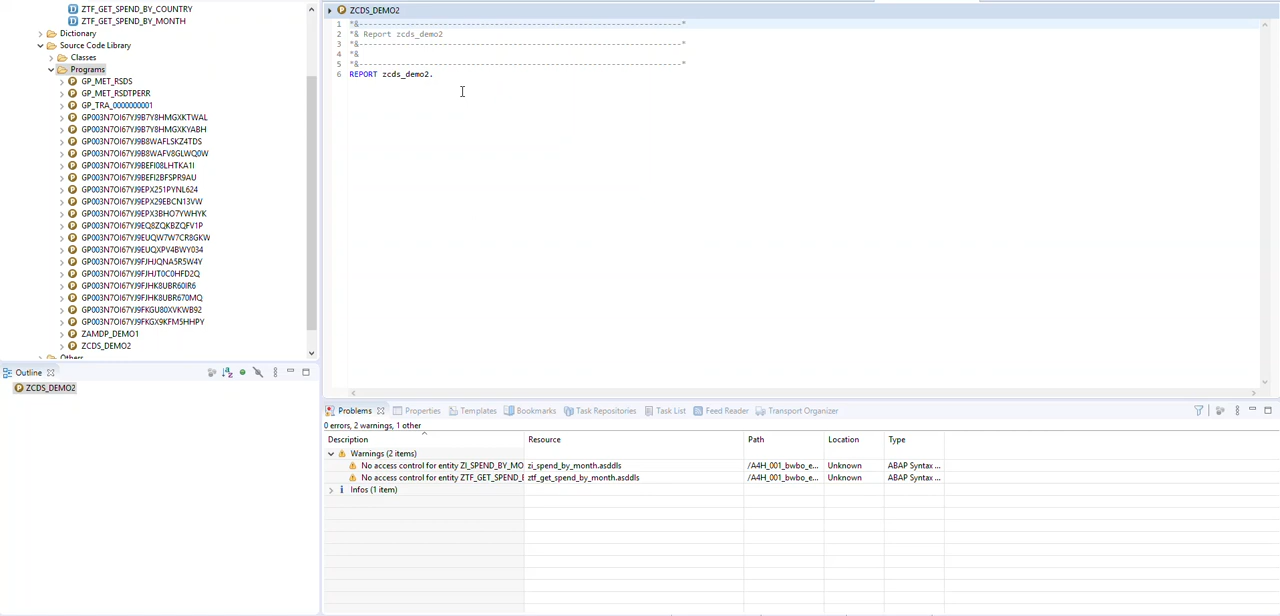 ZTF_GET_SPEND_BY_COUNTRY
ZTF_GET_SPEND_BY_MONTH
Dictionary
Source Code Library
Classes
Programs
GP_MET_RSDS
GP_MET_RSDTPERR
GP_TRA_0000000001
GP003N7OI67YJ9B7Y8HMGXKTWAL
GP003N7OI67YJ9B7Y8HMGXKYABH
GP003N7OI67YJ9B8WAFLSKZ4TDS
GP003N7OI67YJ9B8WAFV8GLWQ0W
GP003N7OI67YJ9BEFI08LHTKA1I
GP003N7OI67YJ9BEFI2BFSPR9AU
GP003N7OI67YJ9EPX251PYNL624
GP003N7OI67YJ9EPX29EBCN13VW
GP003N7OI67YJ9EPX3BHO7YWHYK
GP003N7OI67YJ9EQ8ZQKBZQFV1P
GP003N7OI67YJ9EUQW7W7CR8GKW
GP003N7OI67YJ9EUQXPV4BWY034
GP003N7OI67YJ9FJHJQNA5R5W4Y
GP003N7OI67YJ9FJHJT0C0HFD2Q
GP003N7OI67YJ9FJHK8UBR60IR6
GP003N7OI67YJ9FJHK8UBR670MQ
GP003N7OI67YJ9FKGU80XVKWB92
GP003N7OI67YJ9FKGX9KFM5HHPY
ZAMDP_DEMO1
ZCDS_DEMO2
Others
Outline
ZCDS_DEMO2
ZCDS_DEMO2
1 *&---------------------------------------------------------------------*
2 *& Report zcds_demo2
3 *&---------------------------------------------------------------------*
4 *&
5 *&---------------------------------------------------------------------*
6 REPORT zcds_demo2.
Problems Properties Templates Bookmarks Task Repositories Task List Feed Reader Transport Organizer
0 errors, 2 warnings, 1 other
Description Resource Path Location Type
Warnings (2 items)
No access control for entity ZI_SPEND_BY_MO zi_spend_by_month.asddls /A4H_001_bwbo_e... Unknown ABAP Syntax ...
No access control for entity ZTF_GET_SPEND_ ztf_get_spend_by_month.asddls /A4H_001_bwbo_e... Unknown ABAP Syntax ...
Infos (1 item)